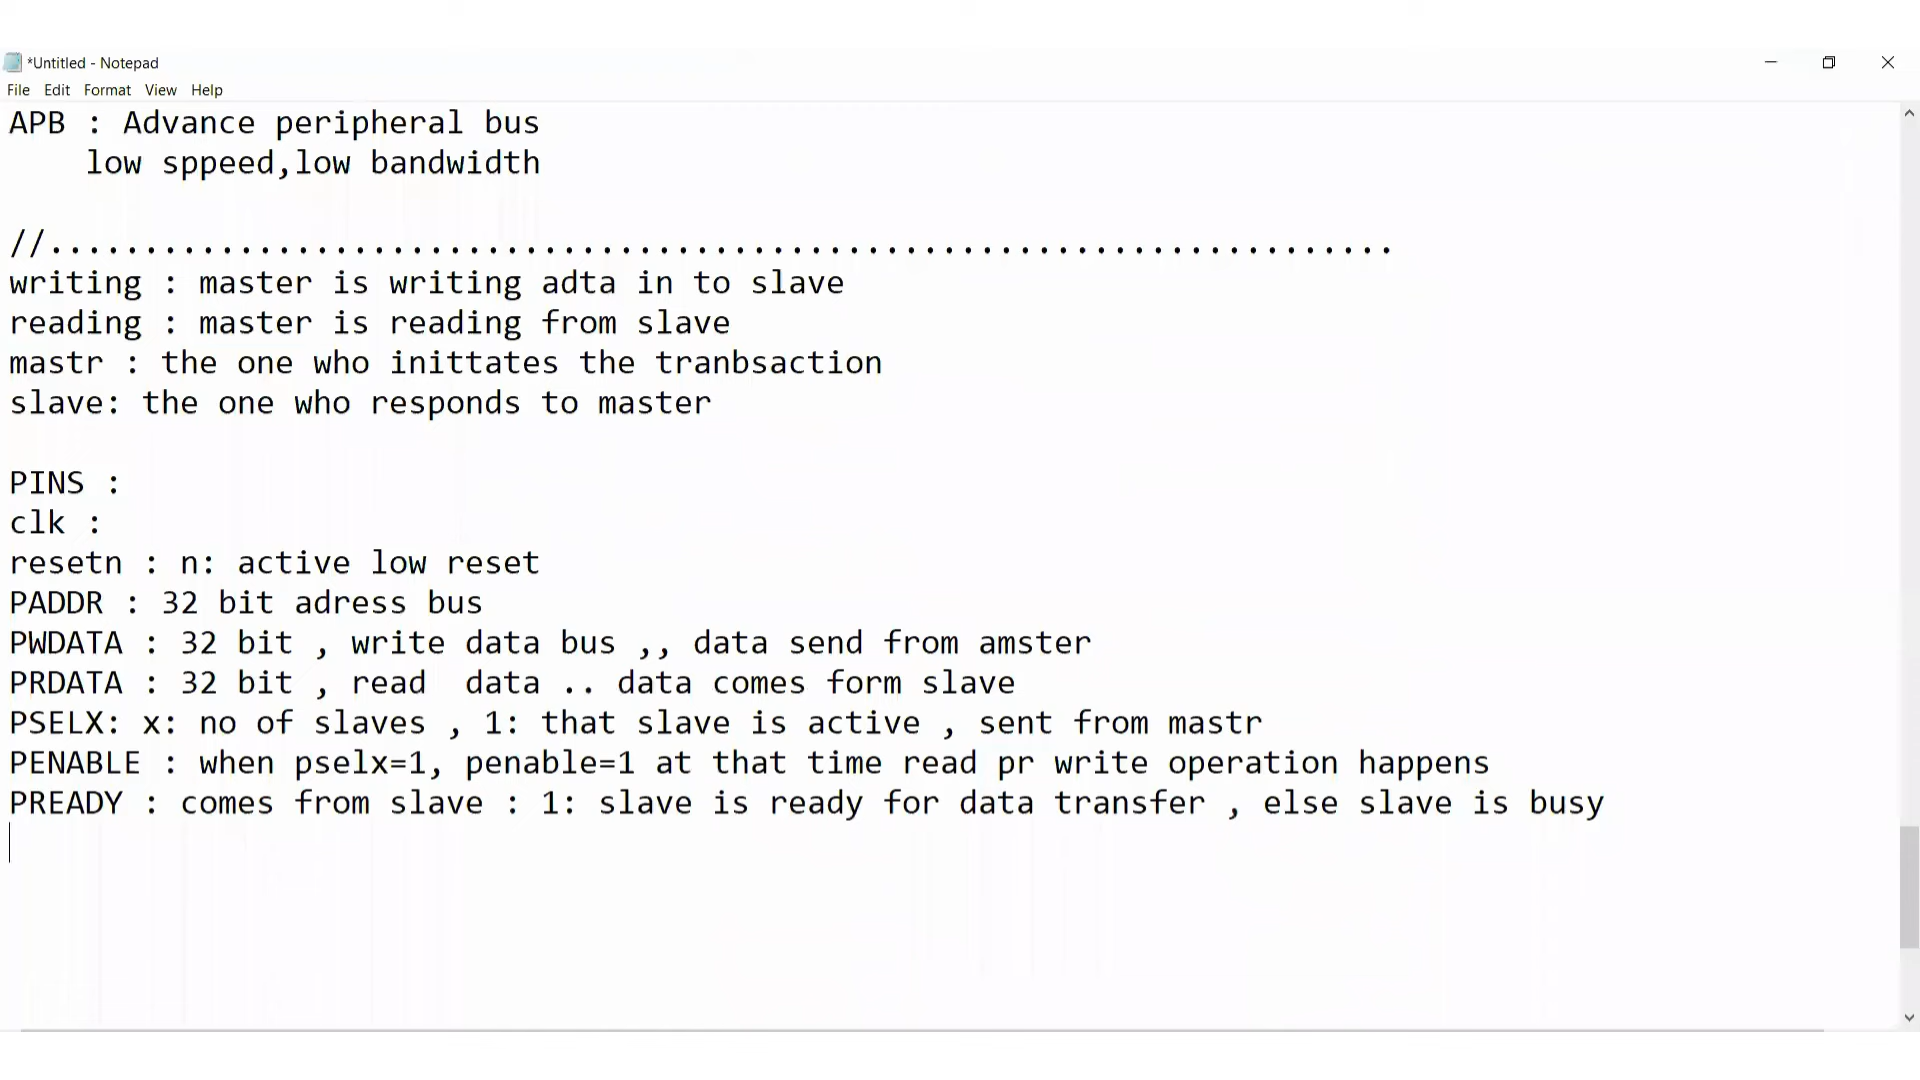 *Untitled - Notepad
File Edit Format View Help
APB : Advance peripheral bus
low sppeed,low bandwidth
//.......................................................................
writing : master is writing adta in to slave
reading : master is reading from slave
mastr : the one who inittates the tranbsaction
slave: the one who responds to master
PINS :
clk :
resetn : n: active low reset
PADDR : 32 bit adress bus
PWDATA : 32 bit , write data bus ,, data send from amster
PRDATA : 32 bit , read  data .. data comes form slave
PSELX: x: no of slaves , 1: that slave is active , sent from mastr
PENABLE : when pselx=1, penable=1 at that time read pr write operation happens
PREADY : comes from slave : 1: slave is ready for data transfer , else slave is busy